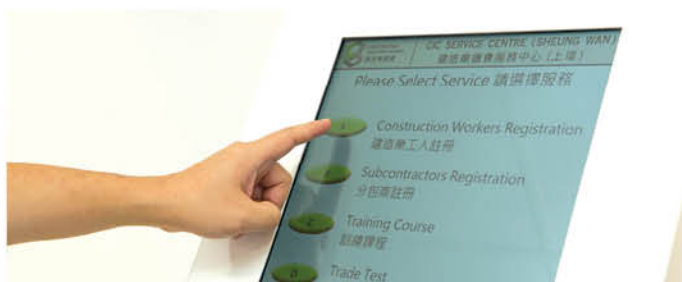 CIC SERVICE CENTRE (SHEUNG WAN)
建造業議會服務中心 (上環)
Please Select Service 請選擇服務
Construction Workers Registration
建造業工人註冊
Subcontractors Registration
分包商註冊
C Training Course
訓練課程
D Trade Test